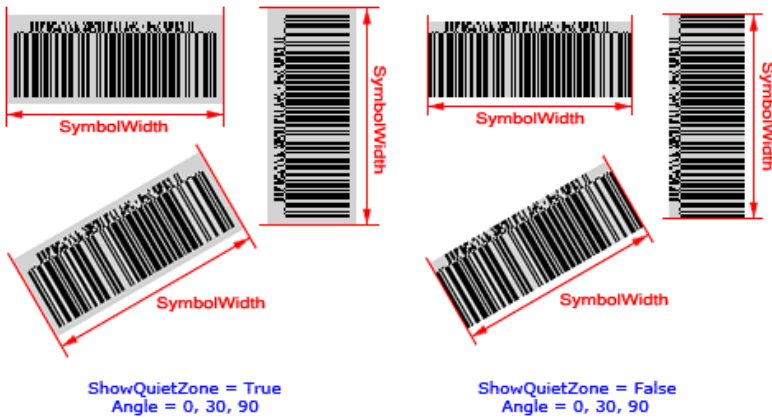 SymbolWidth
SymbolWidth
SymbolWidth
ShowQuietZone = True
Angle = 0, 30, 90
SymbolWidth
SymbolWidth
SymbolWidth
ShowQuietZone = False
Angle = 0, 30, 90